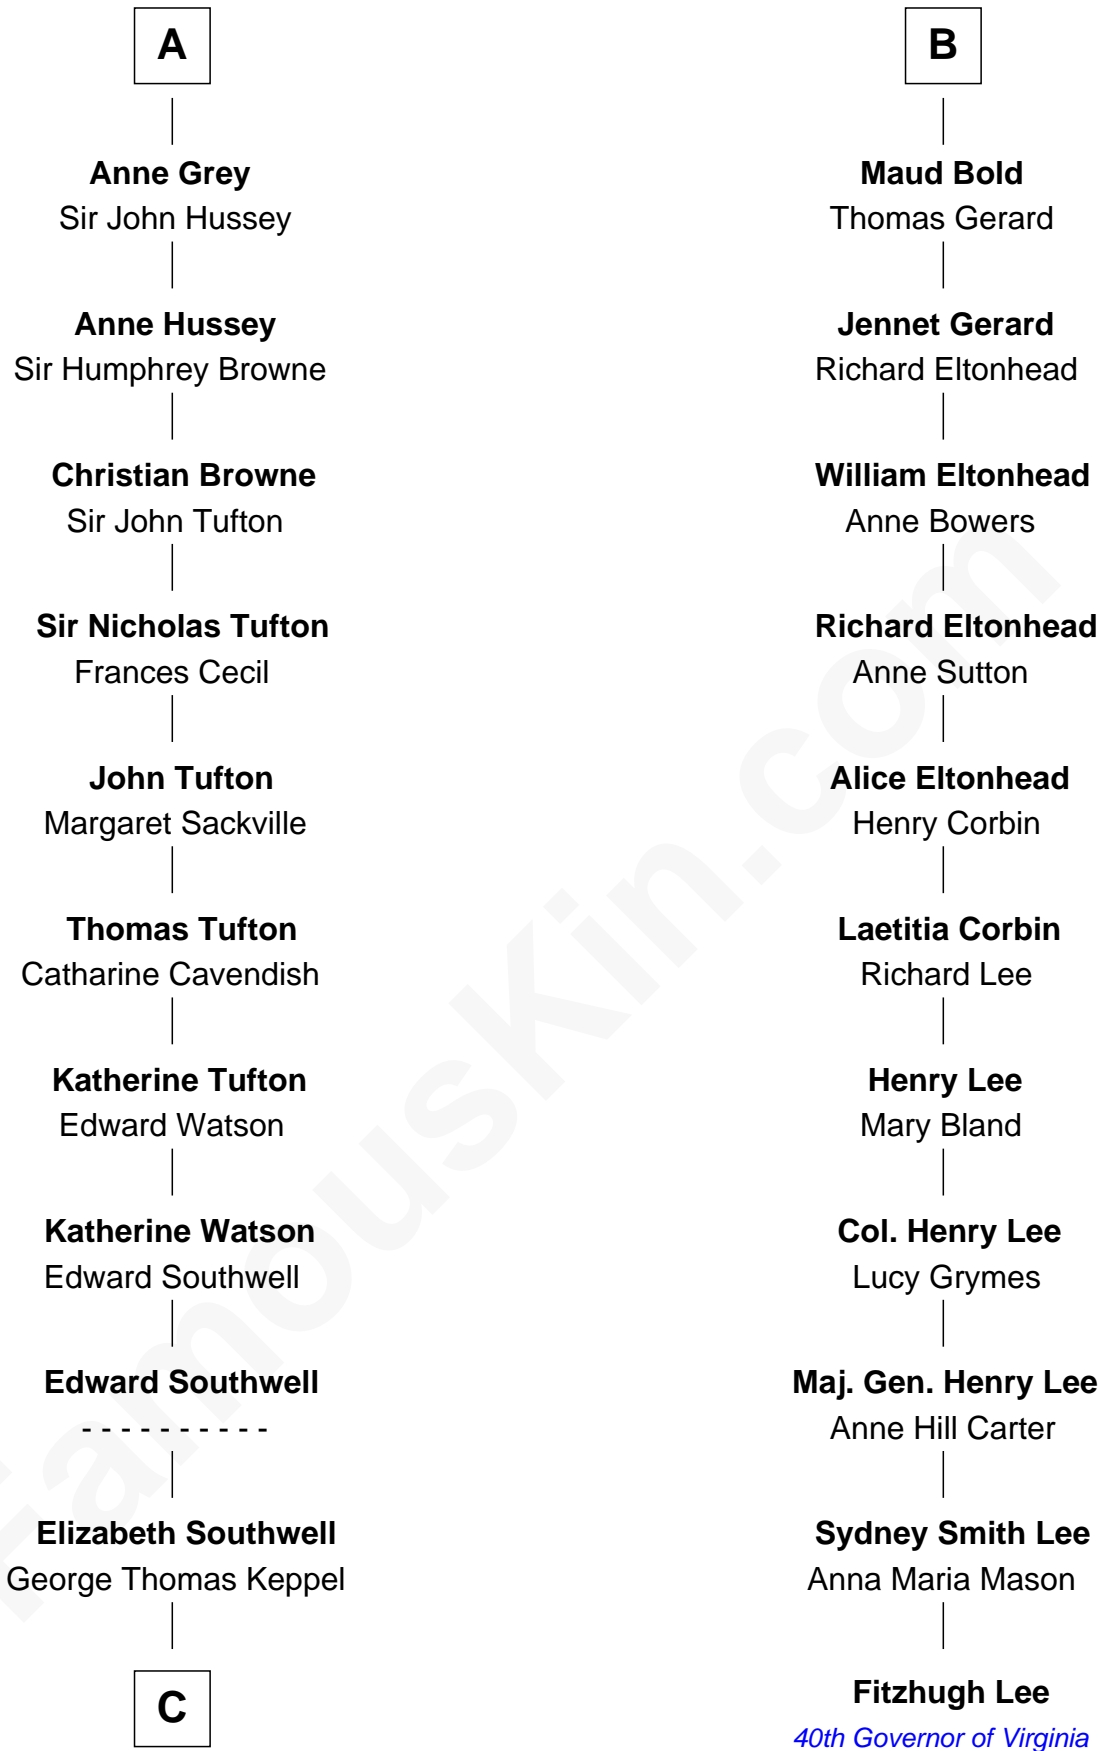 A
Anne Grey
Sir John Hussey
Anne Hussey
Sir Humphrey Browne
Christian Browne
Sir John Tufton
Sir Nicholas Tufton
Frances Cecil
John Tufton
Margaret Sackville
Thomas Tufton
Catharine Cavendish
Katherine Tufton
Edward Watson
Katherine Watson
Edward Southwell
Edward Southwell
- - - - - - - - - -
Elizabeth Southwell
George Thomas Keppel
C
B
Maud Bold
Thomas Gerard
Jennet Gerard
Richard Eltonhead
William Eltonhead
Anne Bowers
Richard Eltonhead
Anne Sutton
Alice Eltonhead
Henry Corbin
Laetitia Corbin
Richard Lee
Henry Lee
Mary Bland
Col. Henry Lee
Lucy Grymes
Maj. Gen. Henry Lee
Anne Hill Carter
Sydney Smith Lee
Anna Maria Mason
Fitzhugh Lee
40th Governor of Virginia
FamousKin.com